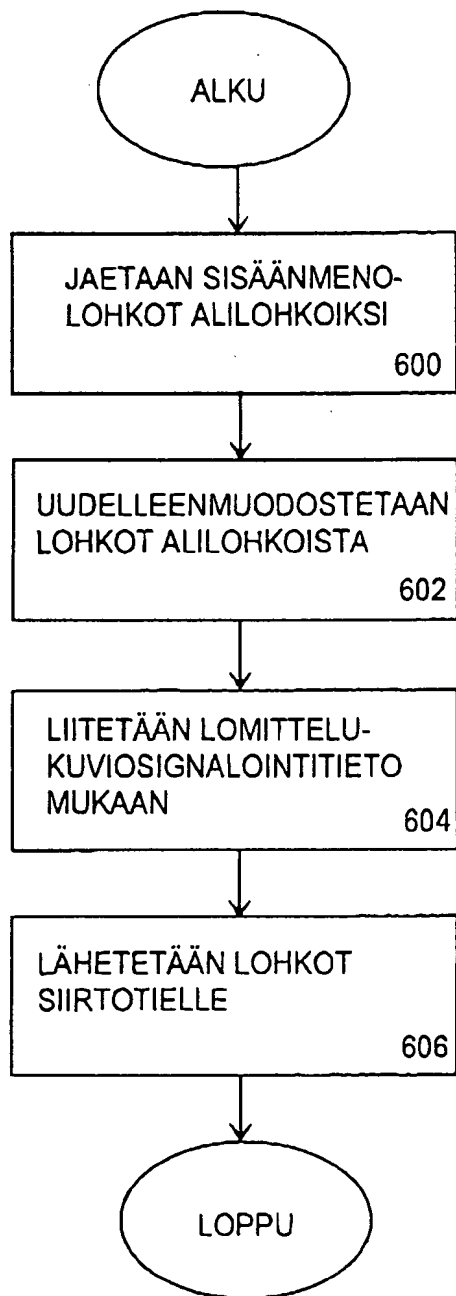 ALKU
JAETAAN SISÄÄNMENO-
LOHKOT ALILOHKOIKSI
600
UUDELLEENMUODOSTETAAN
LOHKOT ALILOHKOISTA
602
LIITETÄÄN LOMITTELU-
KUVIOSIGNALOINTITIETO
MUKAAN
604
LÄHETETÄÄN LOHKOT
SIIRTOTIELLE
606
LOPPU